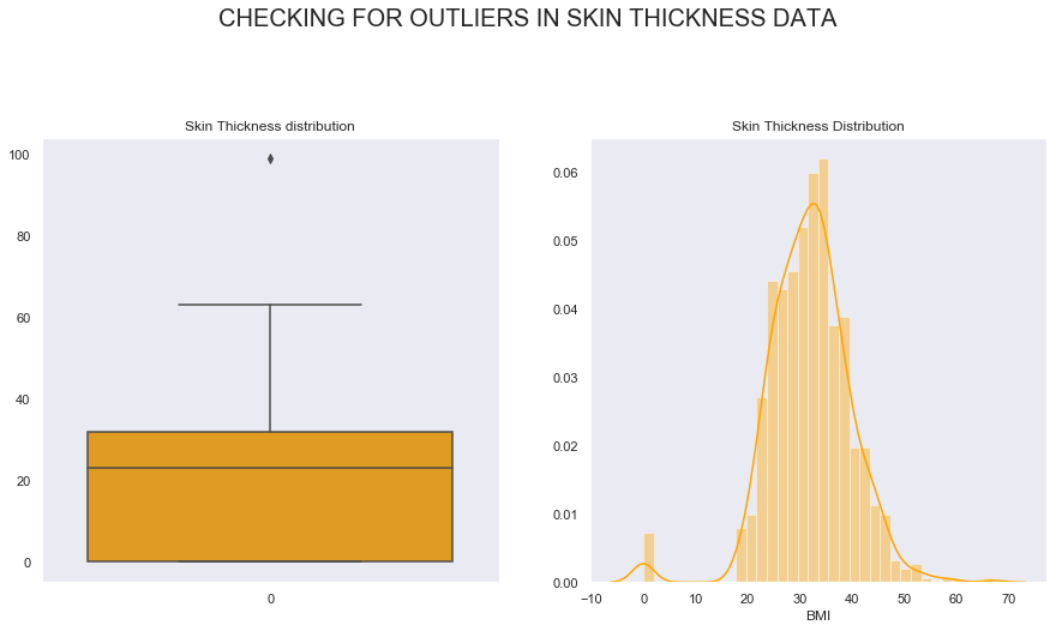 CHECKING FOR OUTLIERS IN SKIN THICKNESS DATA
Skin Thickness distribution
100
80
60
40
20
0
0
Skin Thickness Distribution
0.06
0.05
0.04
0.03
0.02
0.01
0.00
-10 0 10 20 30 40 50 60 70
BMI